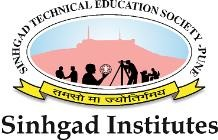 SINHGAD TECHNICAL EDUCATION SOCIETY, PUNE
तमसो मा ज्योतिर्गमय
Sinhgad Institutes